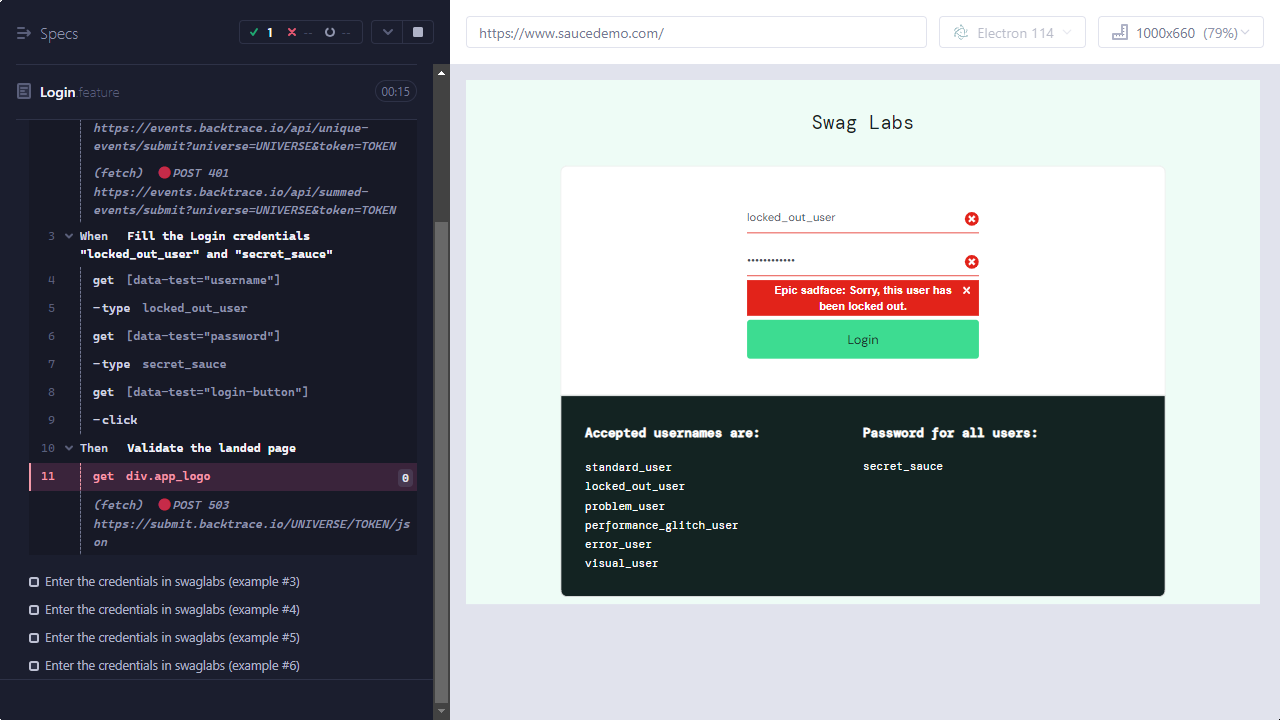 Specs
1
--
--
Login.feature
00:15
https://events.backtrace.io/api/unique-
events/submit?universe=UNIVERSE&token=TOKEN
(fetch) POST 401
https://events.backtrace.io/api/summed-
events/submit?universe=UNIVERSE&token=TOKEN
3 When Fill the Login credentials
"locked_out_user" and "secret_sauce"
4 get [data-test="username"]
5 -type locked_out_user
6 get [data-test="password"]
7 -type secret_sauce
8 get [data-test="login-button"]
9 -click
10 Then Validate the landed page
11 get div.app_logo 0
(fetch) POST 503
https://submit.backtrace.io/UNIVERSE/TOKEN/js
on
Enter the credentials in swaglabs (example #3)
Enter the credentials in swaglabs (example #4)
Enter the credentials in swaglabs (example #5)
Enter the credentials in swaglabs (example #6)
https://www.saucedemo.com/
Electron 114
1000x660 (79%)
Swag Labs
locked_out_user
••••••••••••
Epic sadface: Sorry, this user has
been locked out.
Login
Accepted usernames are:
standard_user
locked_out_user
problem_user
performance_glitch_user
error_user
visual_user
Password for all users:
secret_sauce